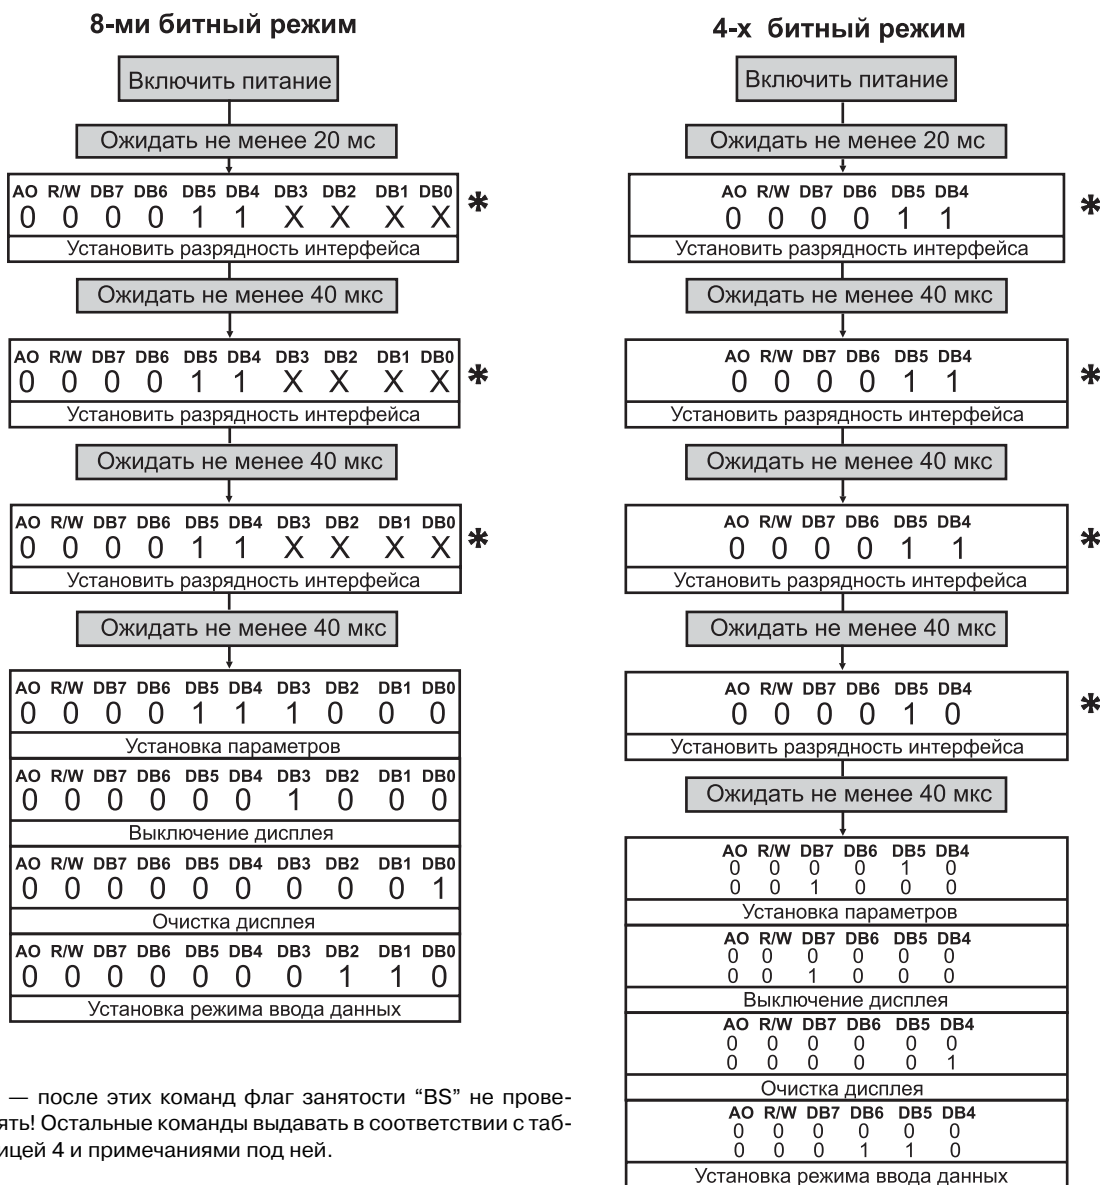 8-ми битный режим
Включить питание
Ожидать не менее 20 мс
AO R/W DB7 DB6 DB5 DB4 DB3 DB2 DB1 DB0
0 0 0 0 1 1 X X X X *
Установить разрядность интерфейса
Ожидать не менее 40 мкс
AO R/W DB7 DB6 DB5 DB4 DB3 DB2 DB1 DB0
0 0 0 0 1 1 X X X X *
Установить разрядность интерфейса
Ожидать не менее 40 мкс
AO R/W DB7 DB6 DB5 DB4 DB3 DB2 DB1 DB0
0 0 0 0 1 1 X X X X *
Установить разрядность интерфейса
Ожидать не менее 40 мкс
AO R/W DB7 DB6 DB5 DB4 DB3 DB2 DB1 DB0
0 0 0 0 1 1 1 0 0 0
Установка параметров
AO R/W DB7 DB6 DB5 DB4 DB3 DB2 DB1 DB0
0 0 0 0 0 0 1 0 0 0
Выключение дисплея
AO R/W DB7 DB6 DB5 DB4 DB3 DB2 DB1 DB0
0 0 0 0 0 0 0 0 0 1
Очистка дисплея
AO R/W DB7 DB6 DB5 DB4 DB3 DB2 DB1 DB0
0 0 0 0 0 0 0 1 1 0
Установка режима ввода данных
— после этих команд флаг занятости “BS” не прове-
ять! Остальные команды выдавать в соответствии с таб-
ицей 4 и примечаниями под ней.
4-х битный режим
Включить питание
Ожидать не менее 20 мс
AO R/W DB7 DB6 DB5 DB4
0 0 0 0 1 1 *
Установить разрядность интерфейса
Ожидать не менее 40 мкс
AO R/W DB7 DB6 DB5 DB4
0 0 0 0 1 1 *
Установить разрядность интерфейса
Ожидать не менее 40 мкс
AO R/W DB7 DB6 DB5 DB4
0 0 0 0 1 1 *
Установить разрядность интерфейса
Ожидать не менее 40 мкс
AO R/W DB7 DB6 DB5 DB4
0 0 0 0 1 0 *
Установить разрядность интерфейса
Ожидать не менее 40 мкс
AO R/W DB7 DB6 DB5 DB4
0 0 0 0 1 0
0 0 1 0 0 0
Установка параметров
AO R/W DB7 DB6 DB5 DB4
0 0 0 0 0 0
0 0 1 0 0 0
Выключение дисплея
AO R/W DB7 DB6 DB5 DB4
0 0 0 0 0 0
0 0 0 0 0 1
Очистка дисплея
AO R/W DB7 DB6 DB5 DB4
0 0 0 0 0 0
0 0 0 1 1 0
Установка режима ввода данных